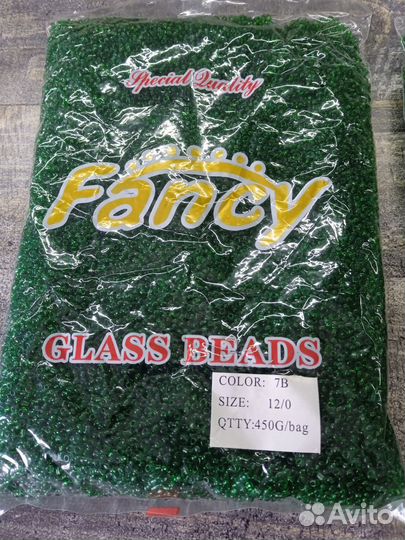 Special Quality
Fancy
GLASS BEADS
COLOR: 7B
SIZE: 12/0
QTTY:450G/bag
Avito